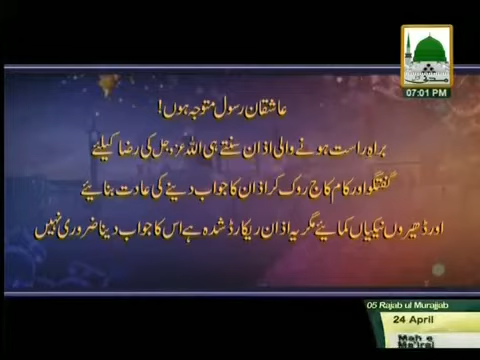 07:01 PM
عاشقان رسول متوجہ ہوں!
براہِ راست ہونے والی اذان سنتے ہی اللہ عزوجل کی رضا کیلئے
گفتگو اور کام کاج روک کر اذان کا جواب دینے کی عادت بنائیے
اور ڈھیروں نیکیاں کمائیے مگر یہ اذان ریکارڈ شدہ ہے اس کا جواب دینا ضروری نہیں
05 Rajab ul Murajjab
24 April
Mah e
Me'raj